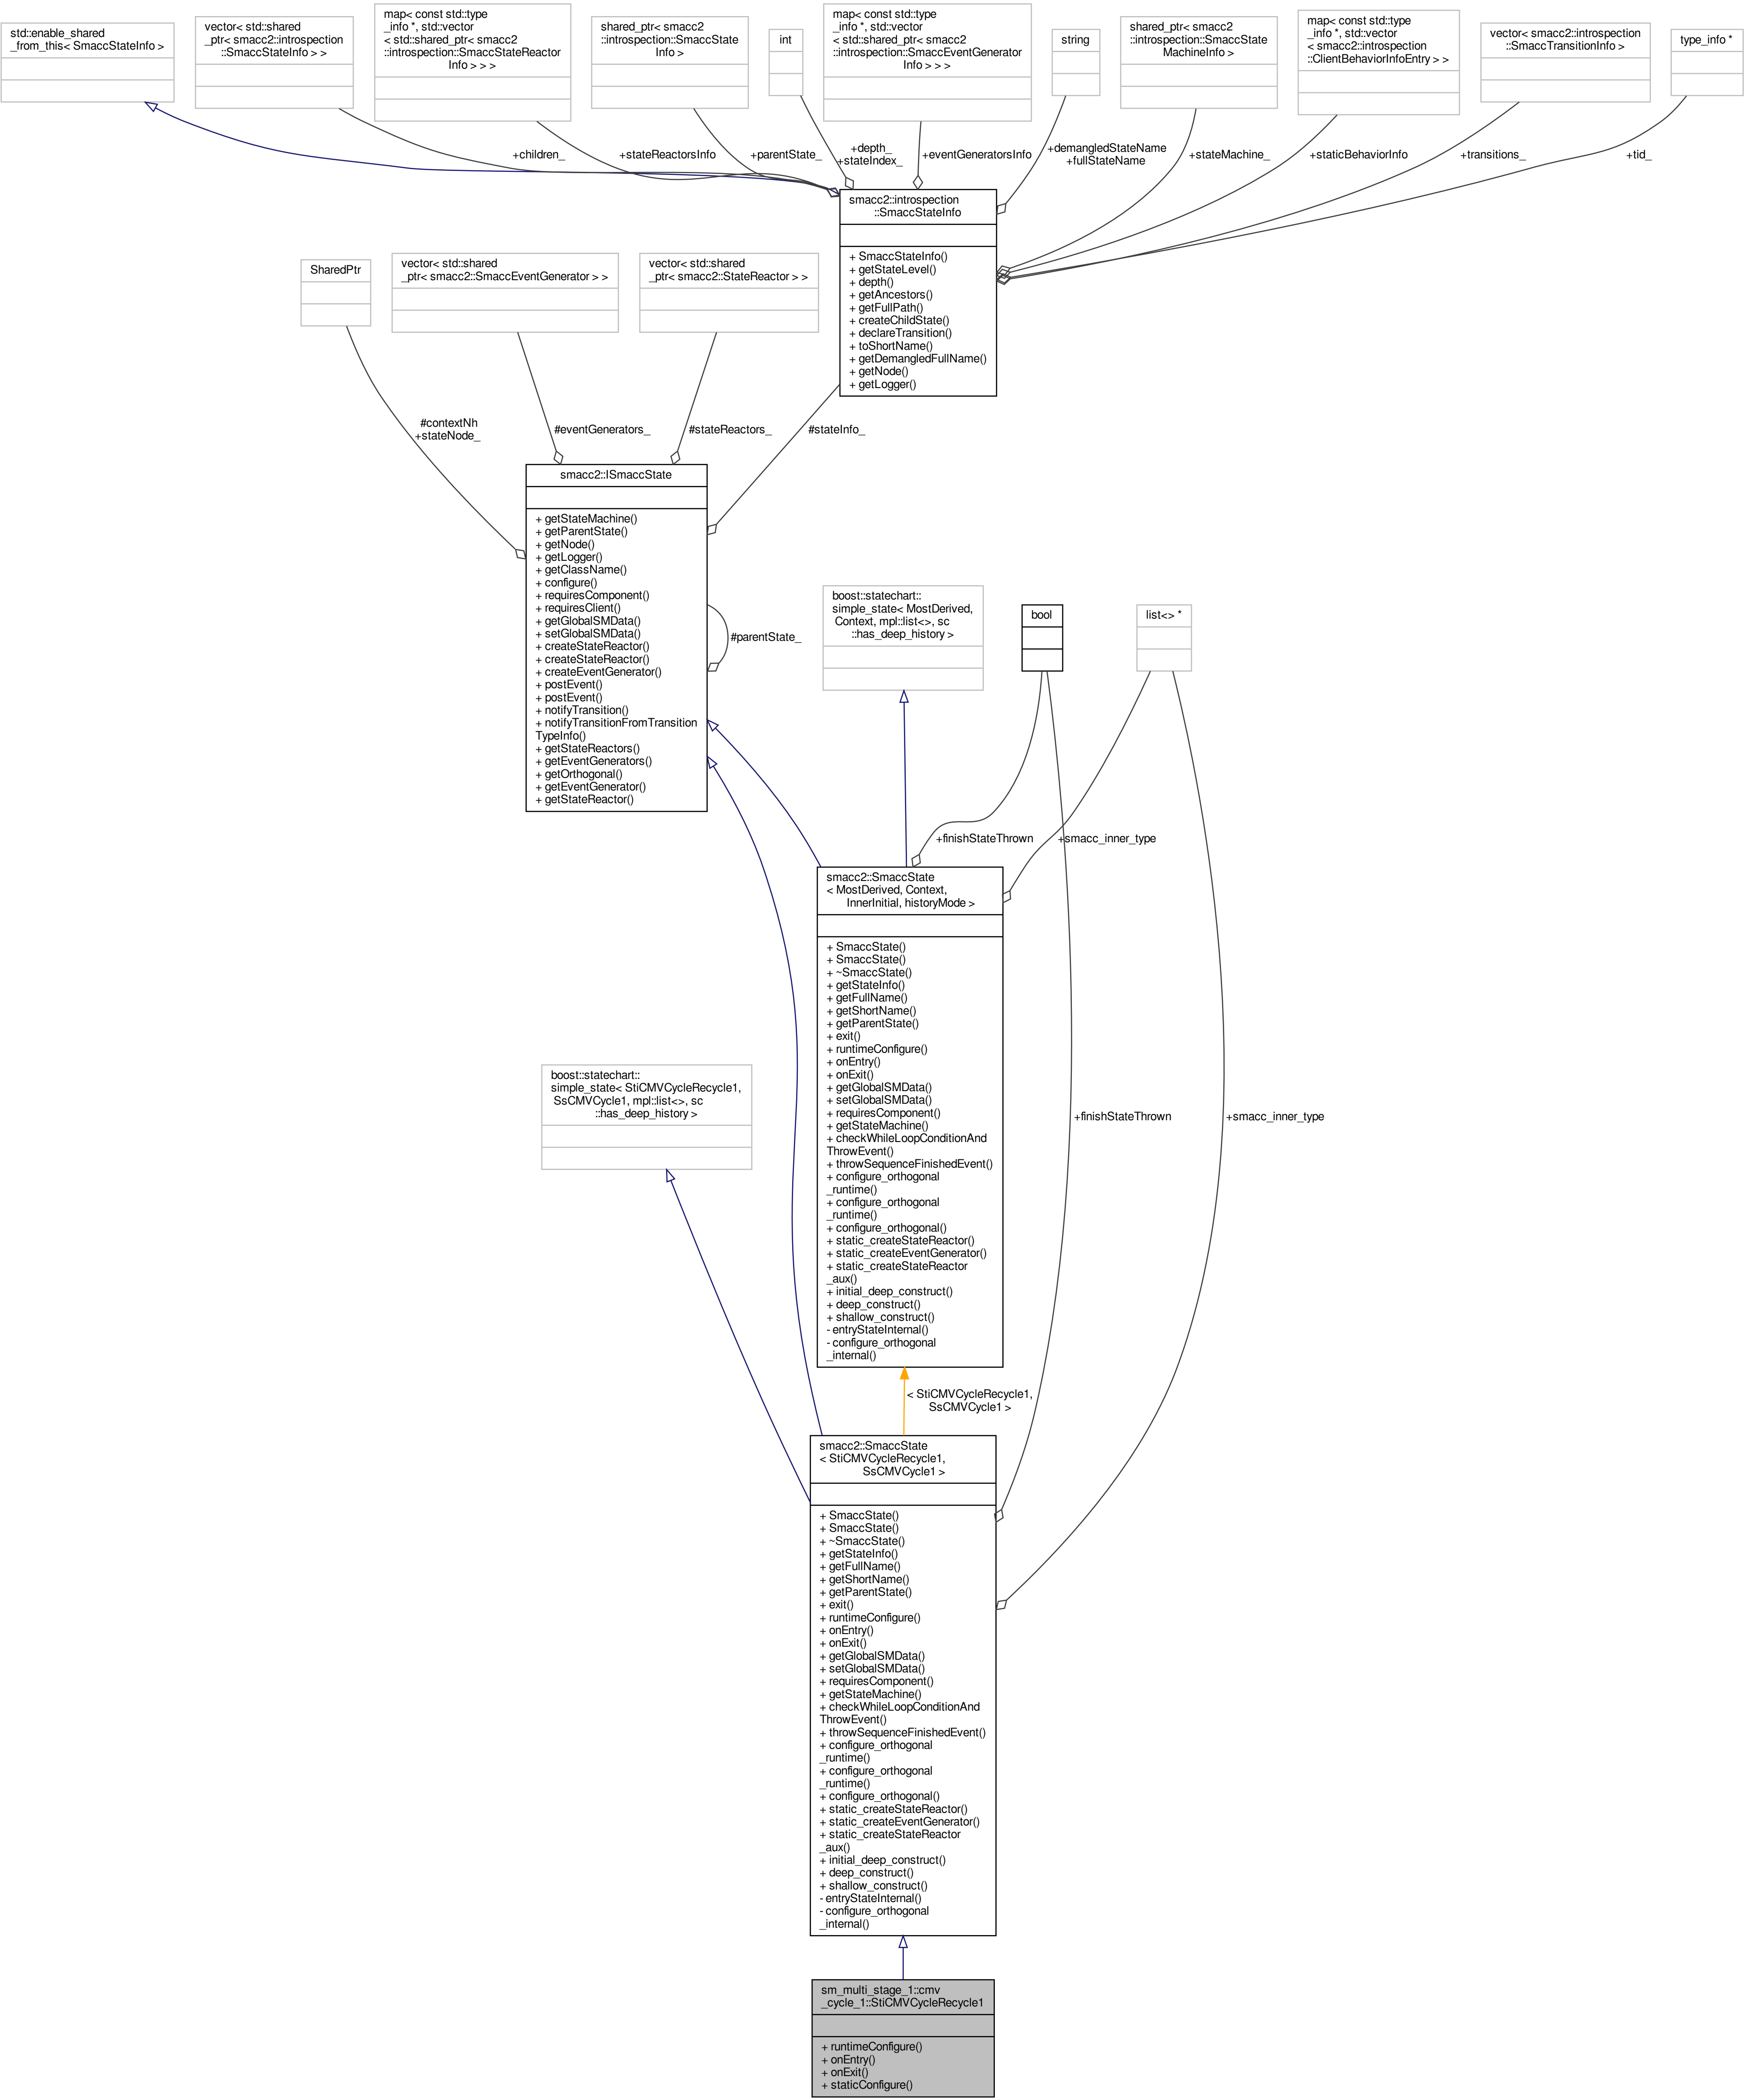 std::enable_shared
_from_this< SmaccStateInfo >
vector< std::shared
_ptr< smacc2::introspection
::SmaccStateInfo > >
map< const std::type
_info *, std::vector
< std::shared_ptr< smacc2
::introspection::SmaccStateReactor
Info > > >
shared_ptr< smacc2
::introspection::SmaccState
Info >
int
map< const std::type
_info *, std::vector
< std::shared_ptr< smacc2
::introspection::SmaccEventGenerator
Info > > >
string
shared_ptr< smacc2
::introspection::SmaccState
MachineInfo >
map< const std::type
_info *, std::vector
< smacc2::introspection
::ClientBehaviorInfoEntry > >
vector< smacc2::introspection
::SmaccTransitionInfo >
type_info *
+children_
+stateReactorsInfo
+parentState_
+depth_
+stateIndex_
+eventGeneratorsInfo
+demangledStateName
+fullStateName
+stateMachine_
+staticBehaviorInfo
+transitions_
+tid_
smacc2::introspection
::SmaccStateInfo
+ SmaccStateInfo()
+ getStateLevel()
+ depth()
+ getAncestors()
+ getFullPath()
+ createChildState()
+ declareTransition()
+ toShortName()
+ getDemangledFullName()
+ getNode()
+ getLogger()
SharedPtr
vector< std::shared
_ptr< smacc2::SmaccEventGenerator > >
vector< std::shared
_ptr< smacc2::StateReactor > >
#contextNh
+stateNode_
#eventGenerators_
#stateReactors_
#stateInfo_
smacc2::ISmaccState
+ getStateMachine()
+ getParentState()
+ getNode()
+ getLogger()
+ getClassName()
+ configure()
+ requiresComponent()
+ requiresClient()
+ getGlobalSMData()
+ setGlobalSMData()
+ createStateReactor()
+ createStateReactor()
+ createEventGenerator()
+ postEvent()
+ postEvent()
+ notifyTransition()
+ notifyTransitionFromTransition
TypeInfo()
+ getStateReactors()
+ getEventGenerators()
+ getOrthogonal()
+ getEventGenerator()
+ getStateReactor()
#parentState_
boost::statechart::
simple_state< MostDerived,
Context, mpl::list<>, sc
::has_deep_history >
bool
list<> *
+finishStateThrown
+smacc_inner_type
smacc2::SmaccState
< MostDerived, Context,
InnerInitial, historyMode >
+ SmaccState()
+ SmaccState()
+ ~SmaccState()
+ getStateInfo()
+ getFullName()
+ getShortName()
+ getParentState()
+ exit()
+ runtimeConfigure()
+ onEntry()
+ onExit()
+ getGlobalSMData()
+ setGlobalSMData()
+ requiresComponent()
+ getStateMachine()
+ checkWhileLoopConditionAnd
ThrowEvent()
+ throwSequenceFinishedEvent()
+ configure_orthogonal
_runtime()
+ configure_orthogonal
_runtime()
+ configure_orthogonal()
+ static_createStateReactor()
+ static_createEventGenerator()
+ static_createStateReactor
_aux()
+ initial_deep_construct()
+ deep_construct()
+ shallow_construct()
- entryStateInternal()
- configure_orthogonal
_internal()
boost::statechart::
simple_state< StiCMVCycleRecycle1,
SsCMVCycle1, mpl::list<>, sc
::has_deep_history >
+finishStateThrown
+smacc_inner_type
< StiCMVCycleRecycle1,
SsCMVCycle1 >
smacc2::SmaccState
< StiCMVCycleRecycle1,
SsCMVCycle1 >
+ SmaccState()
+ SmaccState()
+ ~SmaccState()
+ getStateInfo()
+ getFullName()
+ getShortName()
+ getParentState()
+ exit()
+ runtimeConfigure()
+ onEntry()
+ onExit()
+ getGlobalSMData()
+ setGlobalSMData()
+ requiresComponent()
+ getStateMachine()
+ checkWhileLoopConditionAnd
ThrowEvent()
+ throwSequenceFinishedEvent()
+ configure_orthogonal
_runtime()
+ configure_orthogonal
_runtime()
+ configure_orthogonal()
+ static_createStateReactor()
+ static_createEventGenerator()
+ static_createStateReactor
_aux()
+ initial_deep_construct()
+ deep_construct()
+ shallow_construct()
- entryStateInternal()
- configure_orthogonal
_internal()
sm_multi_stage_1::cmv
_cycle_1::StiCMVCycleRecycle1
+ runtimeConfigure()
+ onEntry()
+ onExit()
+ staticConfigure()